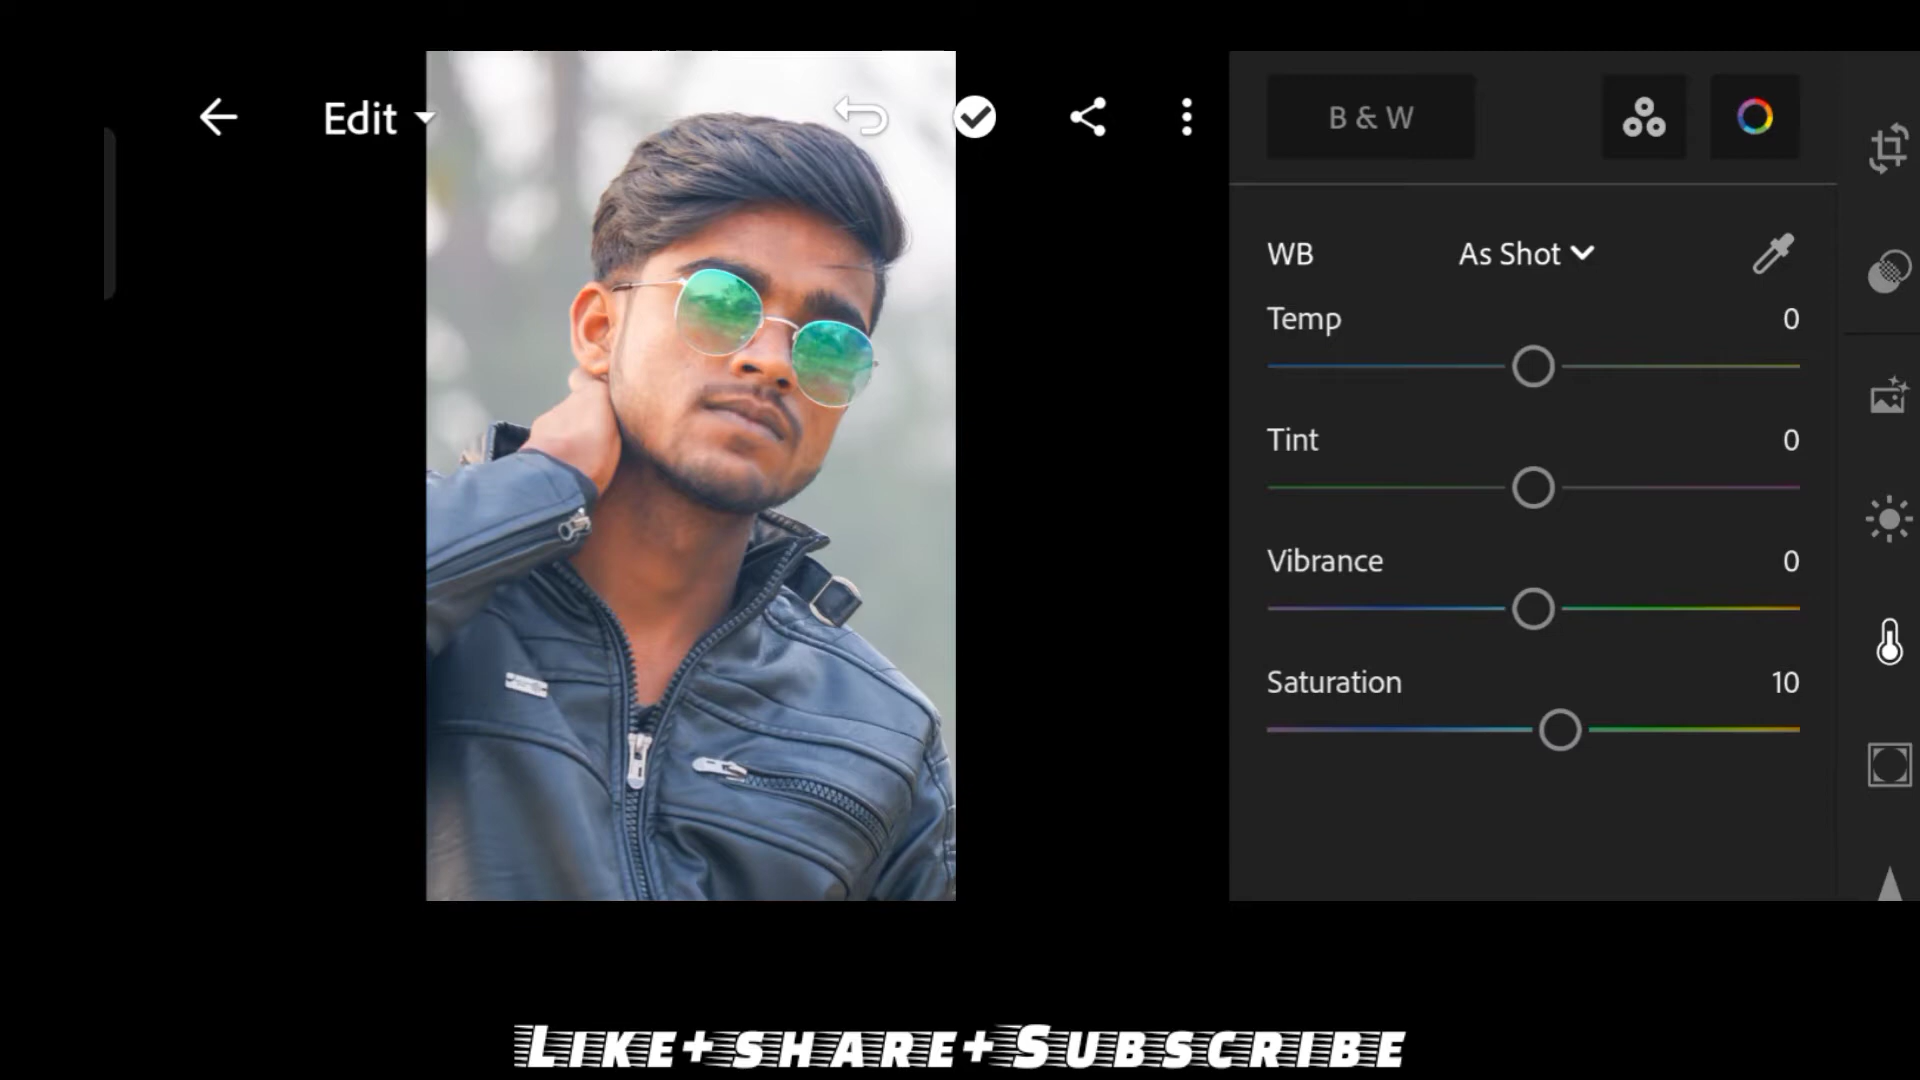 Edit
B & W
WB As Shot
Temp 0
Tint 0
Vibrance 0
Saturation 10
LIKE+SHARE+SUBSCRIBE